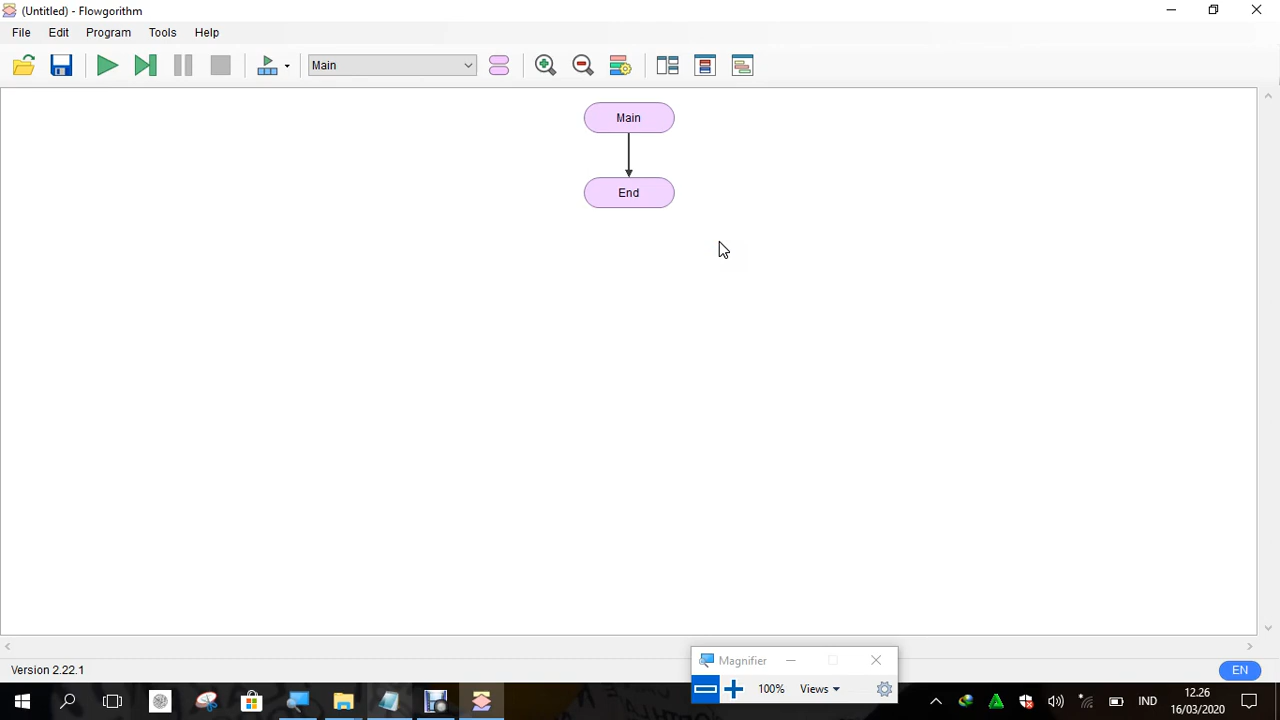 (Untitled) - Flowgorithm
File Edit Program Tools Help
Main
Main
End
Magnifier
Version 2.22.1
EN
100% Views
IND
12.26
16/03/2020